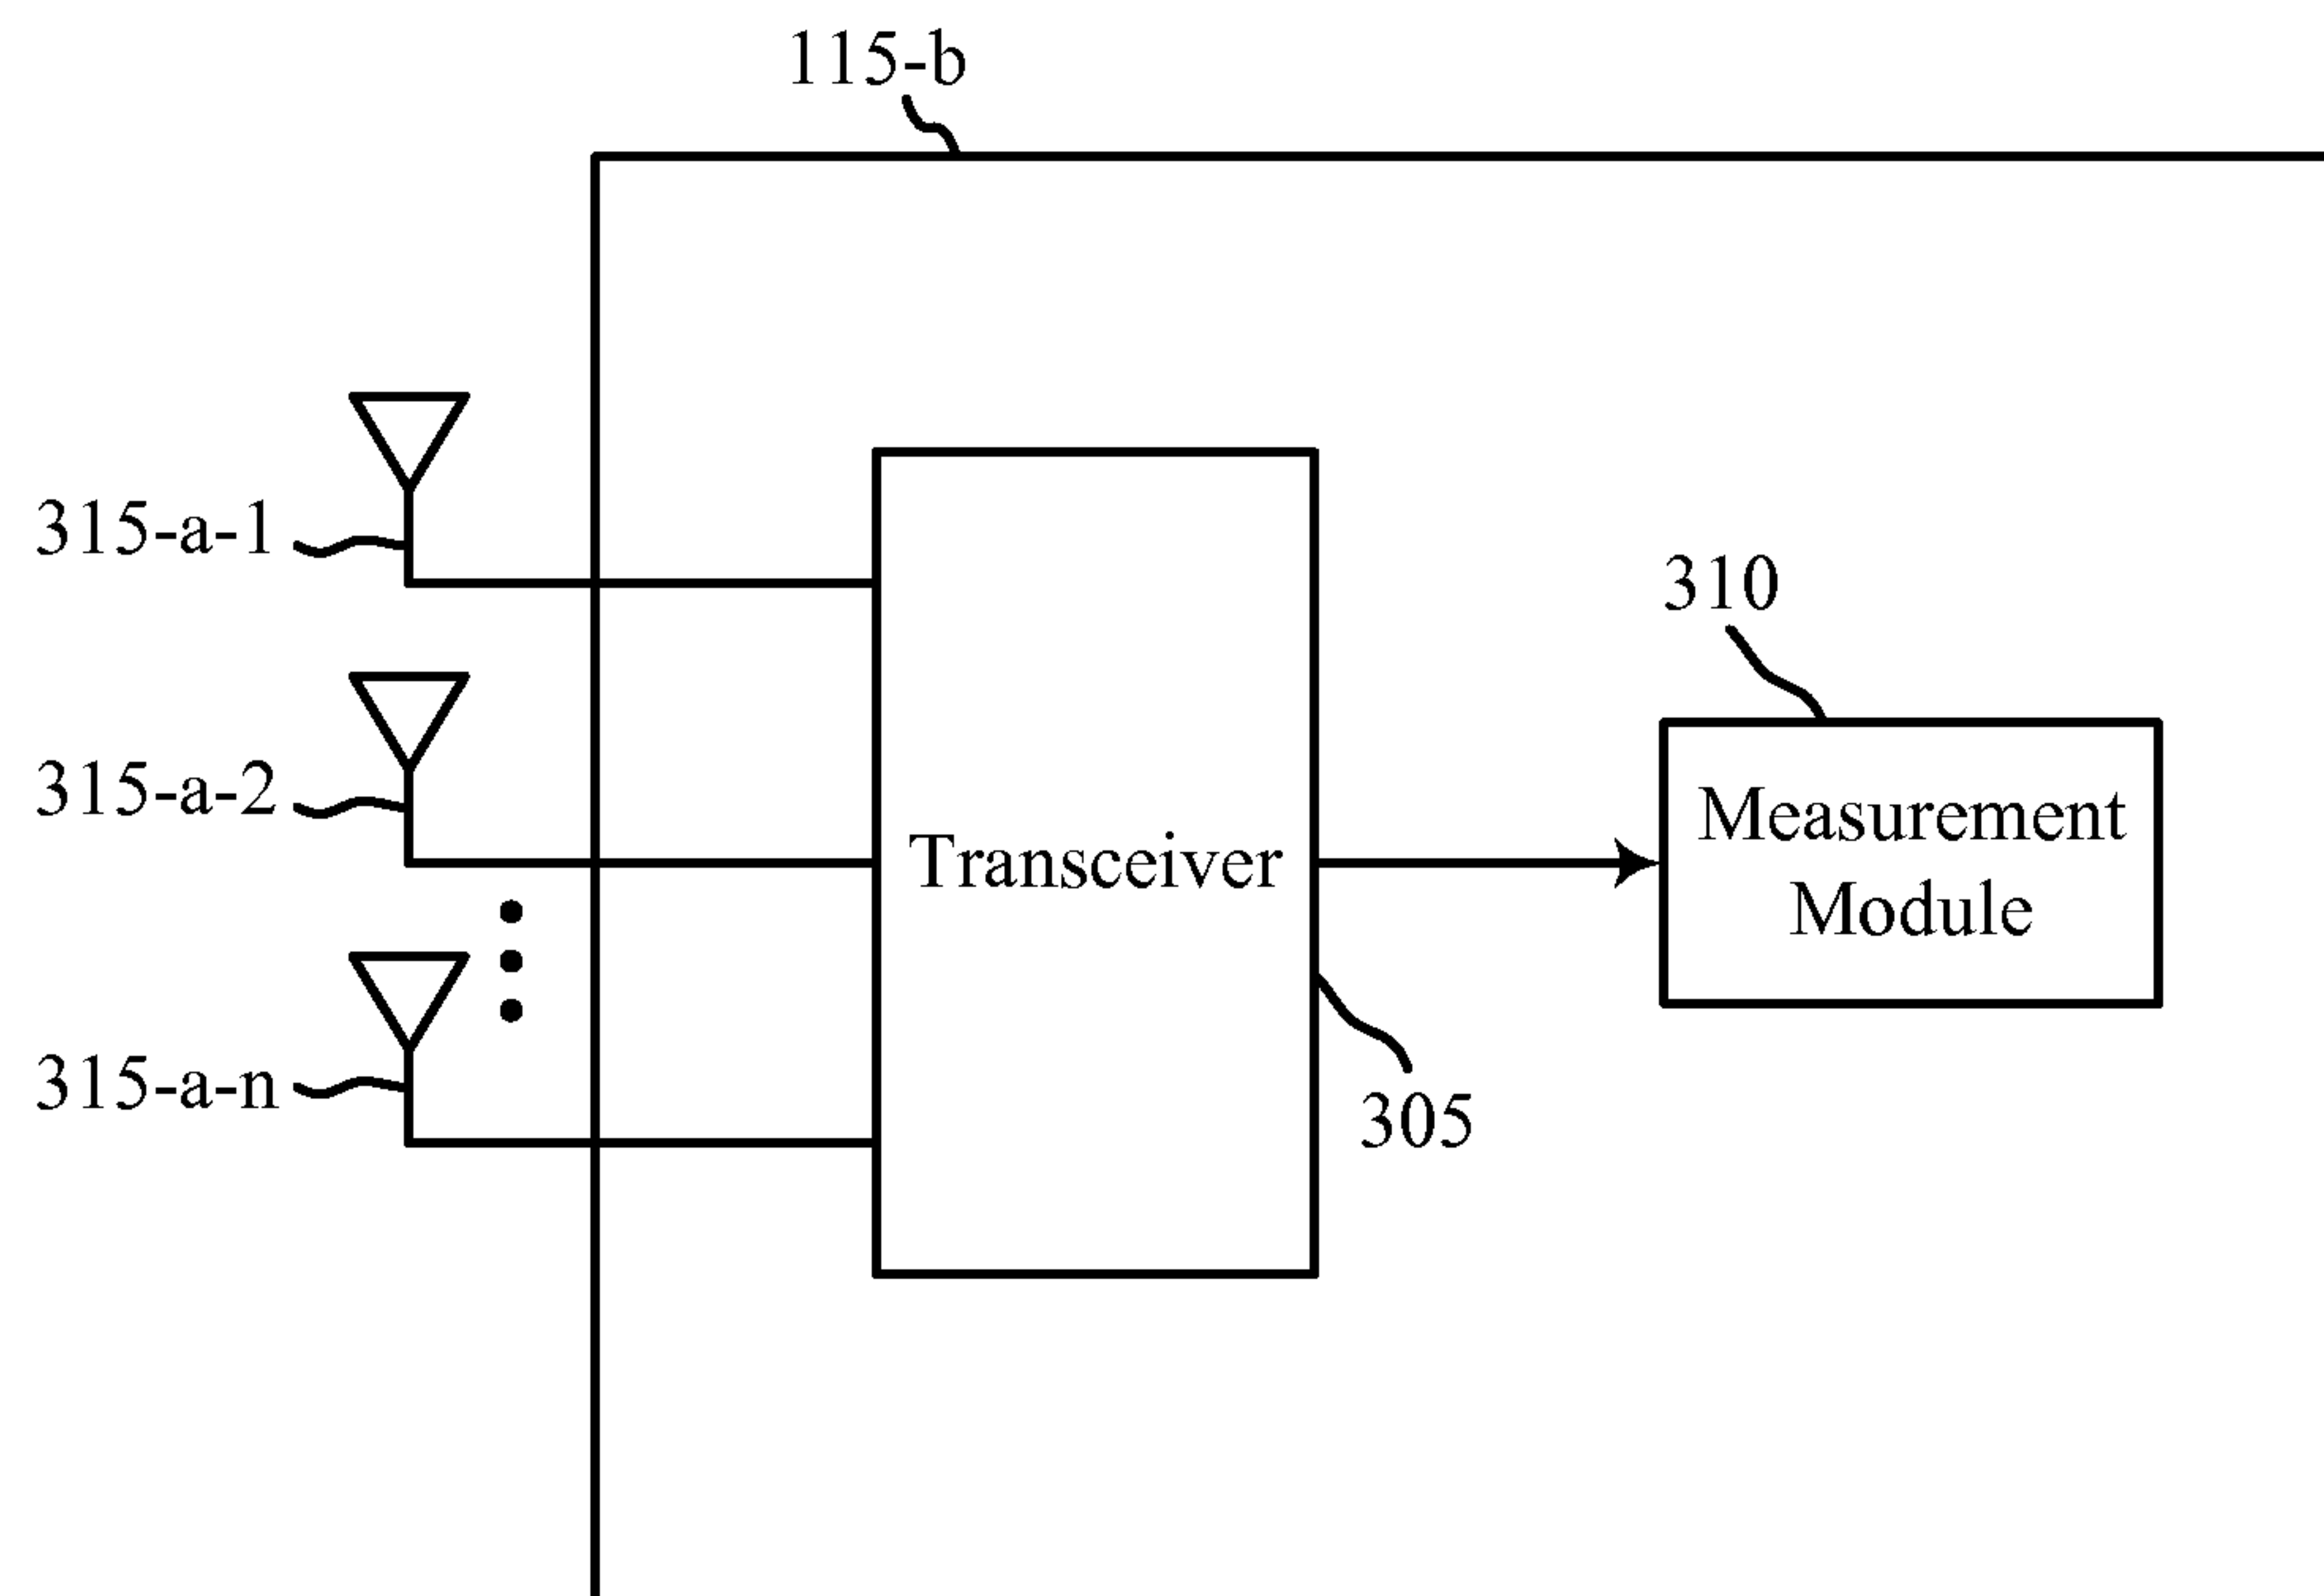 115-b
315-a-1
310
315-a-2
Measurement
Module
Transceiver
315-a-n
305